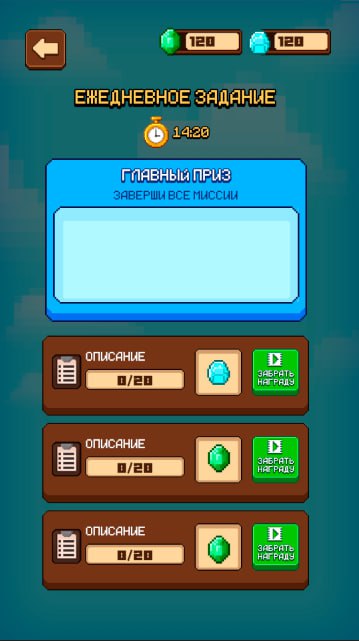 120
120
ЕЖЕДНЕВНОЕ ЗАДАНИЕ
14:20
ГЛАВНЫЙ ПРИЗ
ЗАВЕРШИ ВСЕ МИССИИ
ОПИСАНИЕ
0/20
ЗАБРАТЬ
НАГРАДУ
ОПИСАНИЕ
0/20
ЗАБРАТЬ
НАГРАДУ
ОПИСАНИЕ
0/20
ЗАБРАТЬ
НАГРАДУ